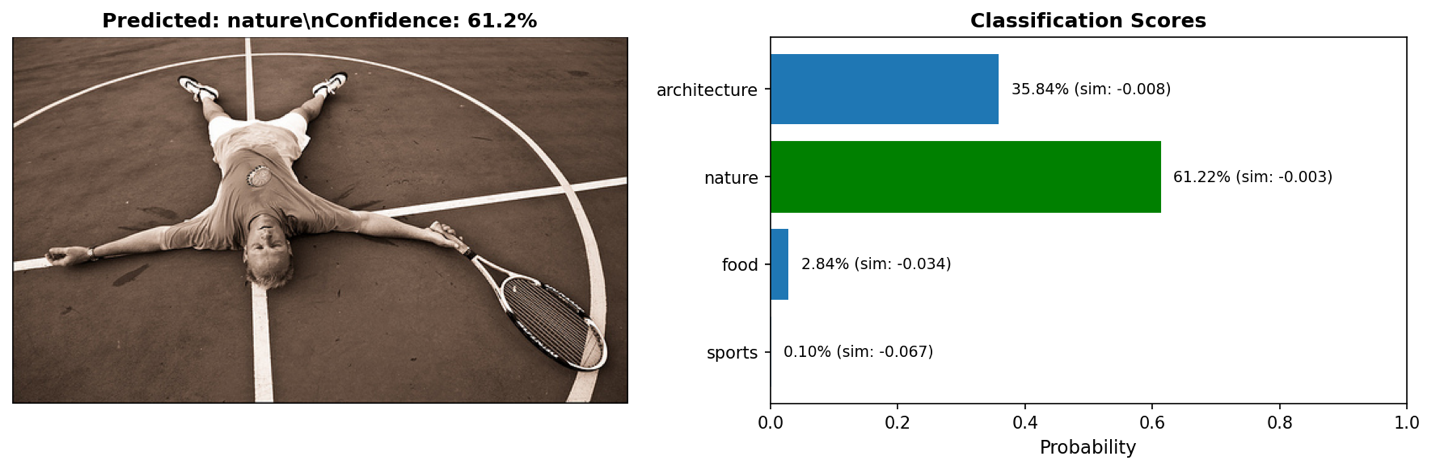 Predicted: nature\nConfidence: 61.2%
Classification Scores
architecture
35.84% (sim: -0.008)
nature
61.22% (sim: -0.003)
food
2.84% (sim: -0.034)
sports
0.10% (sim: -0.067)
0.0 0.2 0.4 0.6 0.8 1.0
Probability